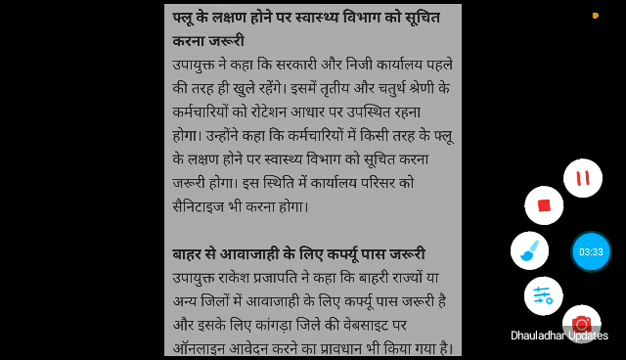 फ्लू के लक्षण होने पर स्वास्थ्य विभाग को सूचित
करना जरूरी
उपायुक्त ने कहा कि सरकारी और निजी कार्यालय पहले
की तरह ही खुले रहेंगे। इसमें तृतीय और चतुर्थ श्रेणी के
कर्मचारियों को रोटेशन आधार पर उपस्थित रहना
होगा। उन्होंने कहा कि कर्मचारियों में किसी तरह के फ्लू
के लक्षण होने पर स्वास्थ्य विभाग को सूचित करना
जरूरी होगा। इस स्थिति में कार्यालय परिसर को
सैनिटाइज भी करना होगा।
बाहर से आवाजाही के लिए कर्फ्यू पास जरूरी
उपायुक्त राकेश प्रजापति ने कहा कि बाहरी राज्यों या
अन्य जिलों में आवाजाही के लिए कर्फ्यू पास जरूरी है
और इसके लिए कांगड़ा जिले की वेबसाइट पर
ऑनलाइन आवेदन करने का प्रावधान भी किया गया है।
03:33
Dhauladhar Updates